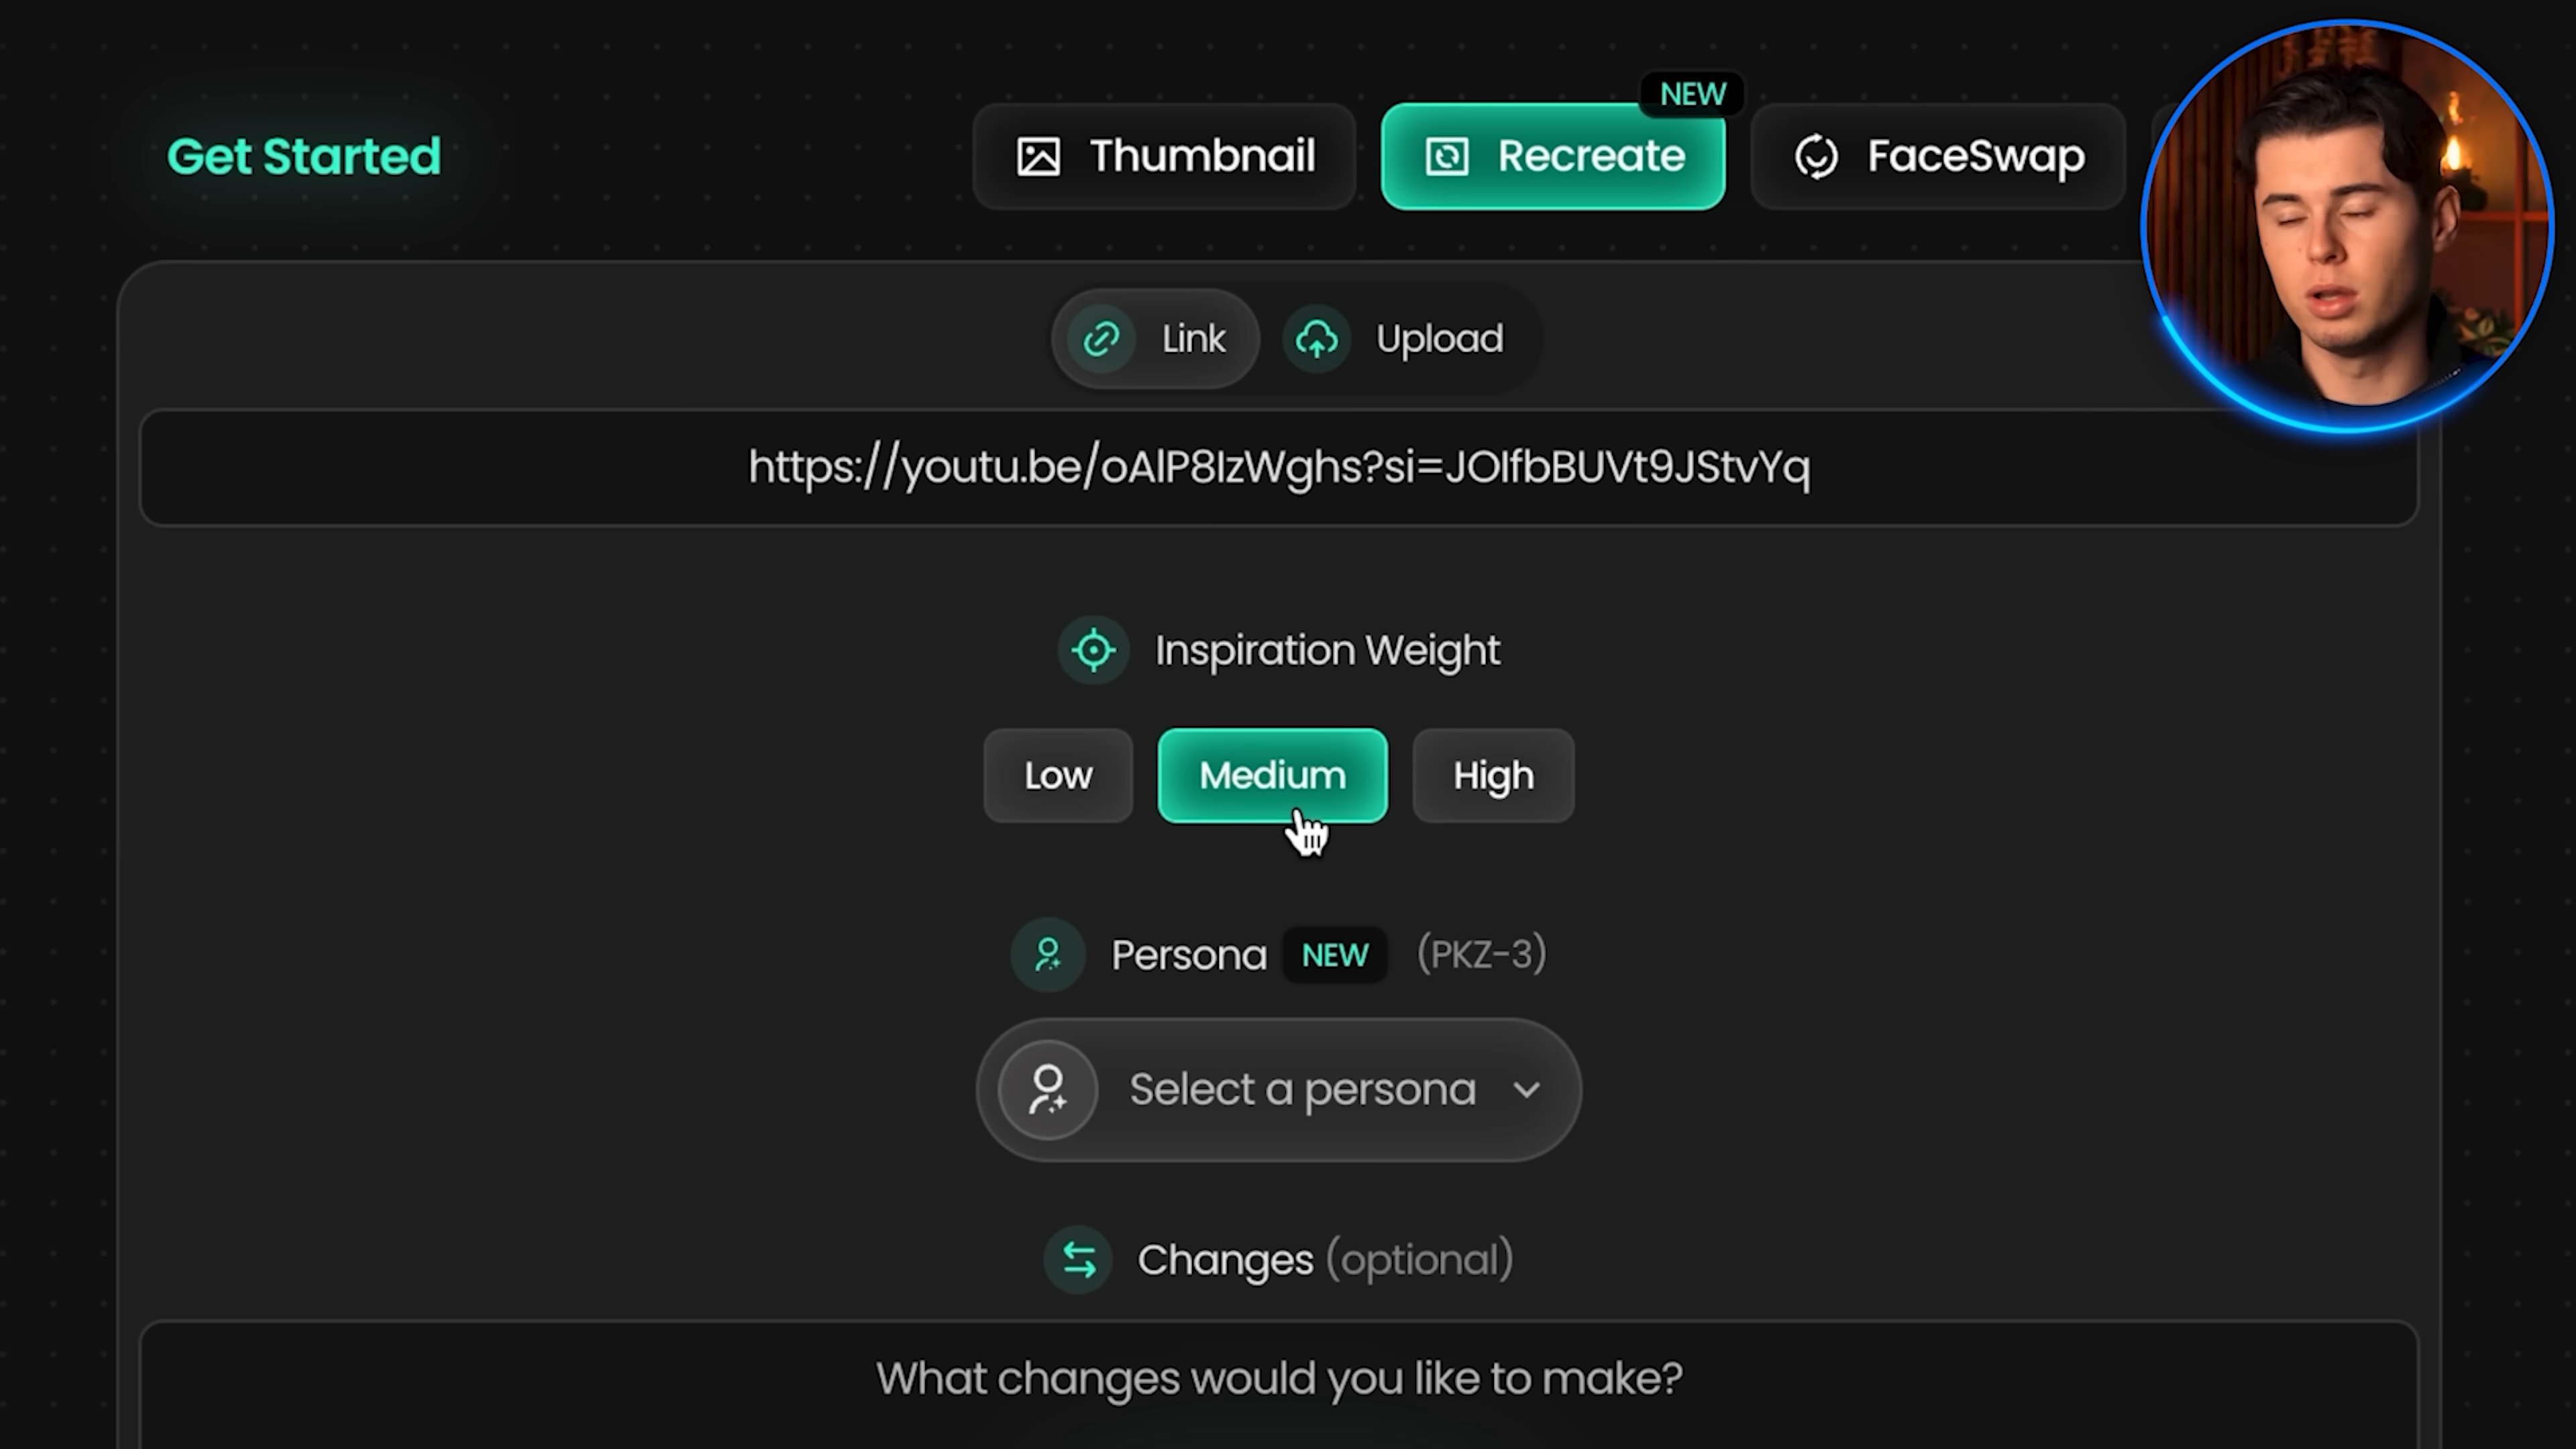 NEW
Get Started
Thumbnail
Recreate
FaceSwap
Link
Upload
https://youtu.be/oAlP8IzWghs?si=JOIfbBUVt9JStvYq
Inspiration Weight
Low
Medium
High
Persona NEW (PKZ-3)
Select a persona
Changes (optional)
What changes would you like to make?